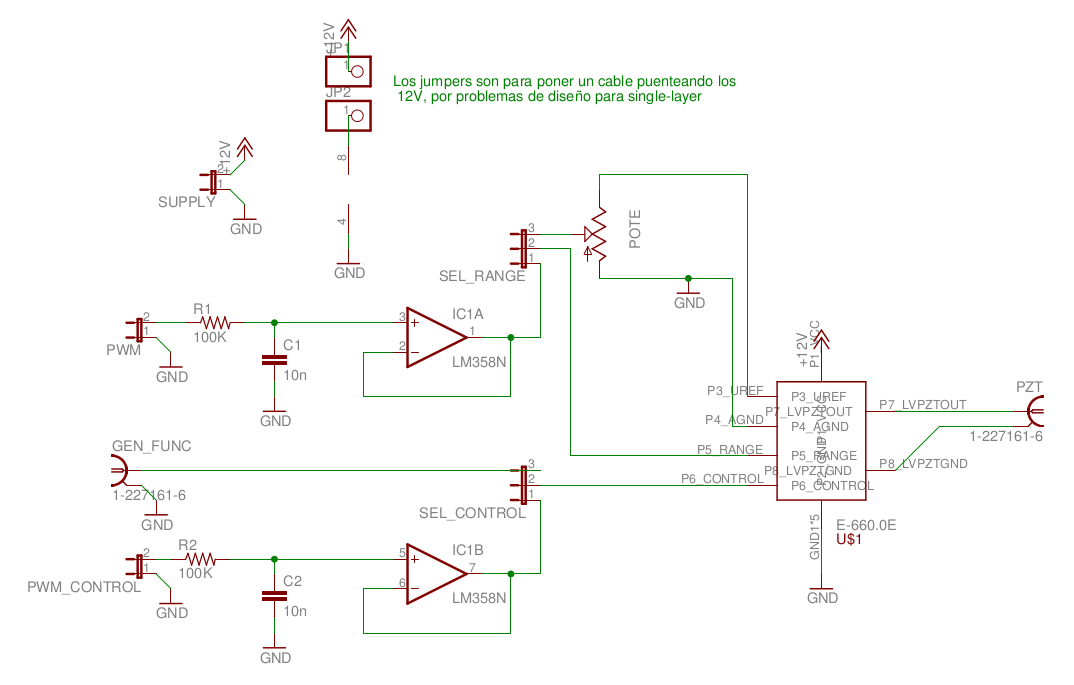 +12V
JP1
1
Los jumpers son para poner un cable puenteando los
12V, por problemas de diseño para single-layer
JP2
1
8
+12V
2
1
SUPPLY
GND
4
GND
POTE
3
2
1
SEL_RANGE
GND
R1
100K
2
1
PWM
GND
C1
10n
GND
3
2
1
IC1A
LM358N
+12V
P1_VCC
P3_UREF
P4_AGND
P5_RANGE
P6_CONTROL
P3_UREF
P7_LVPZTOUT
P4_AGND
P5_RANGE
P8_LVPZTGND
P6_CONTROL
P7_LVPZTOUT
P8_LVPZTGND
PZT
1-227161-6
GND1*5
E-660.0E
U$1
GND
GEN_FUNC
1-227161-6
GND
3
2
1
SEL_CONTROL
R2
100K
2
1
PWM_CONTROL
GND
C2
10n
GND
5
6
7
IC1B
LM358N